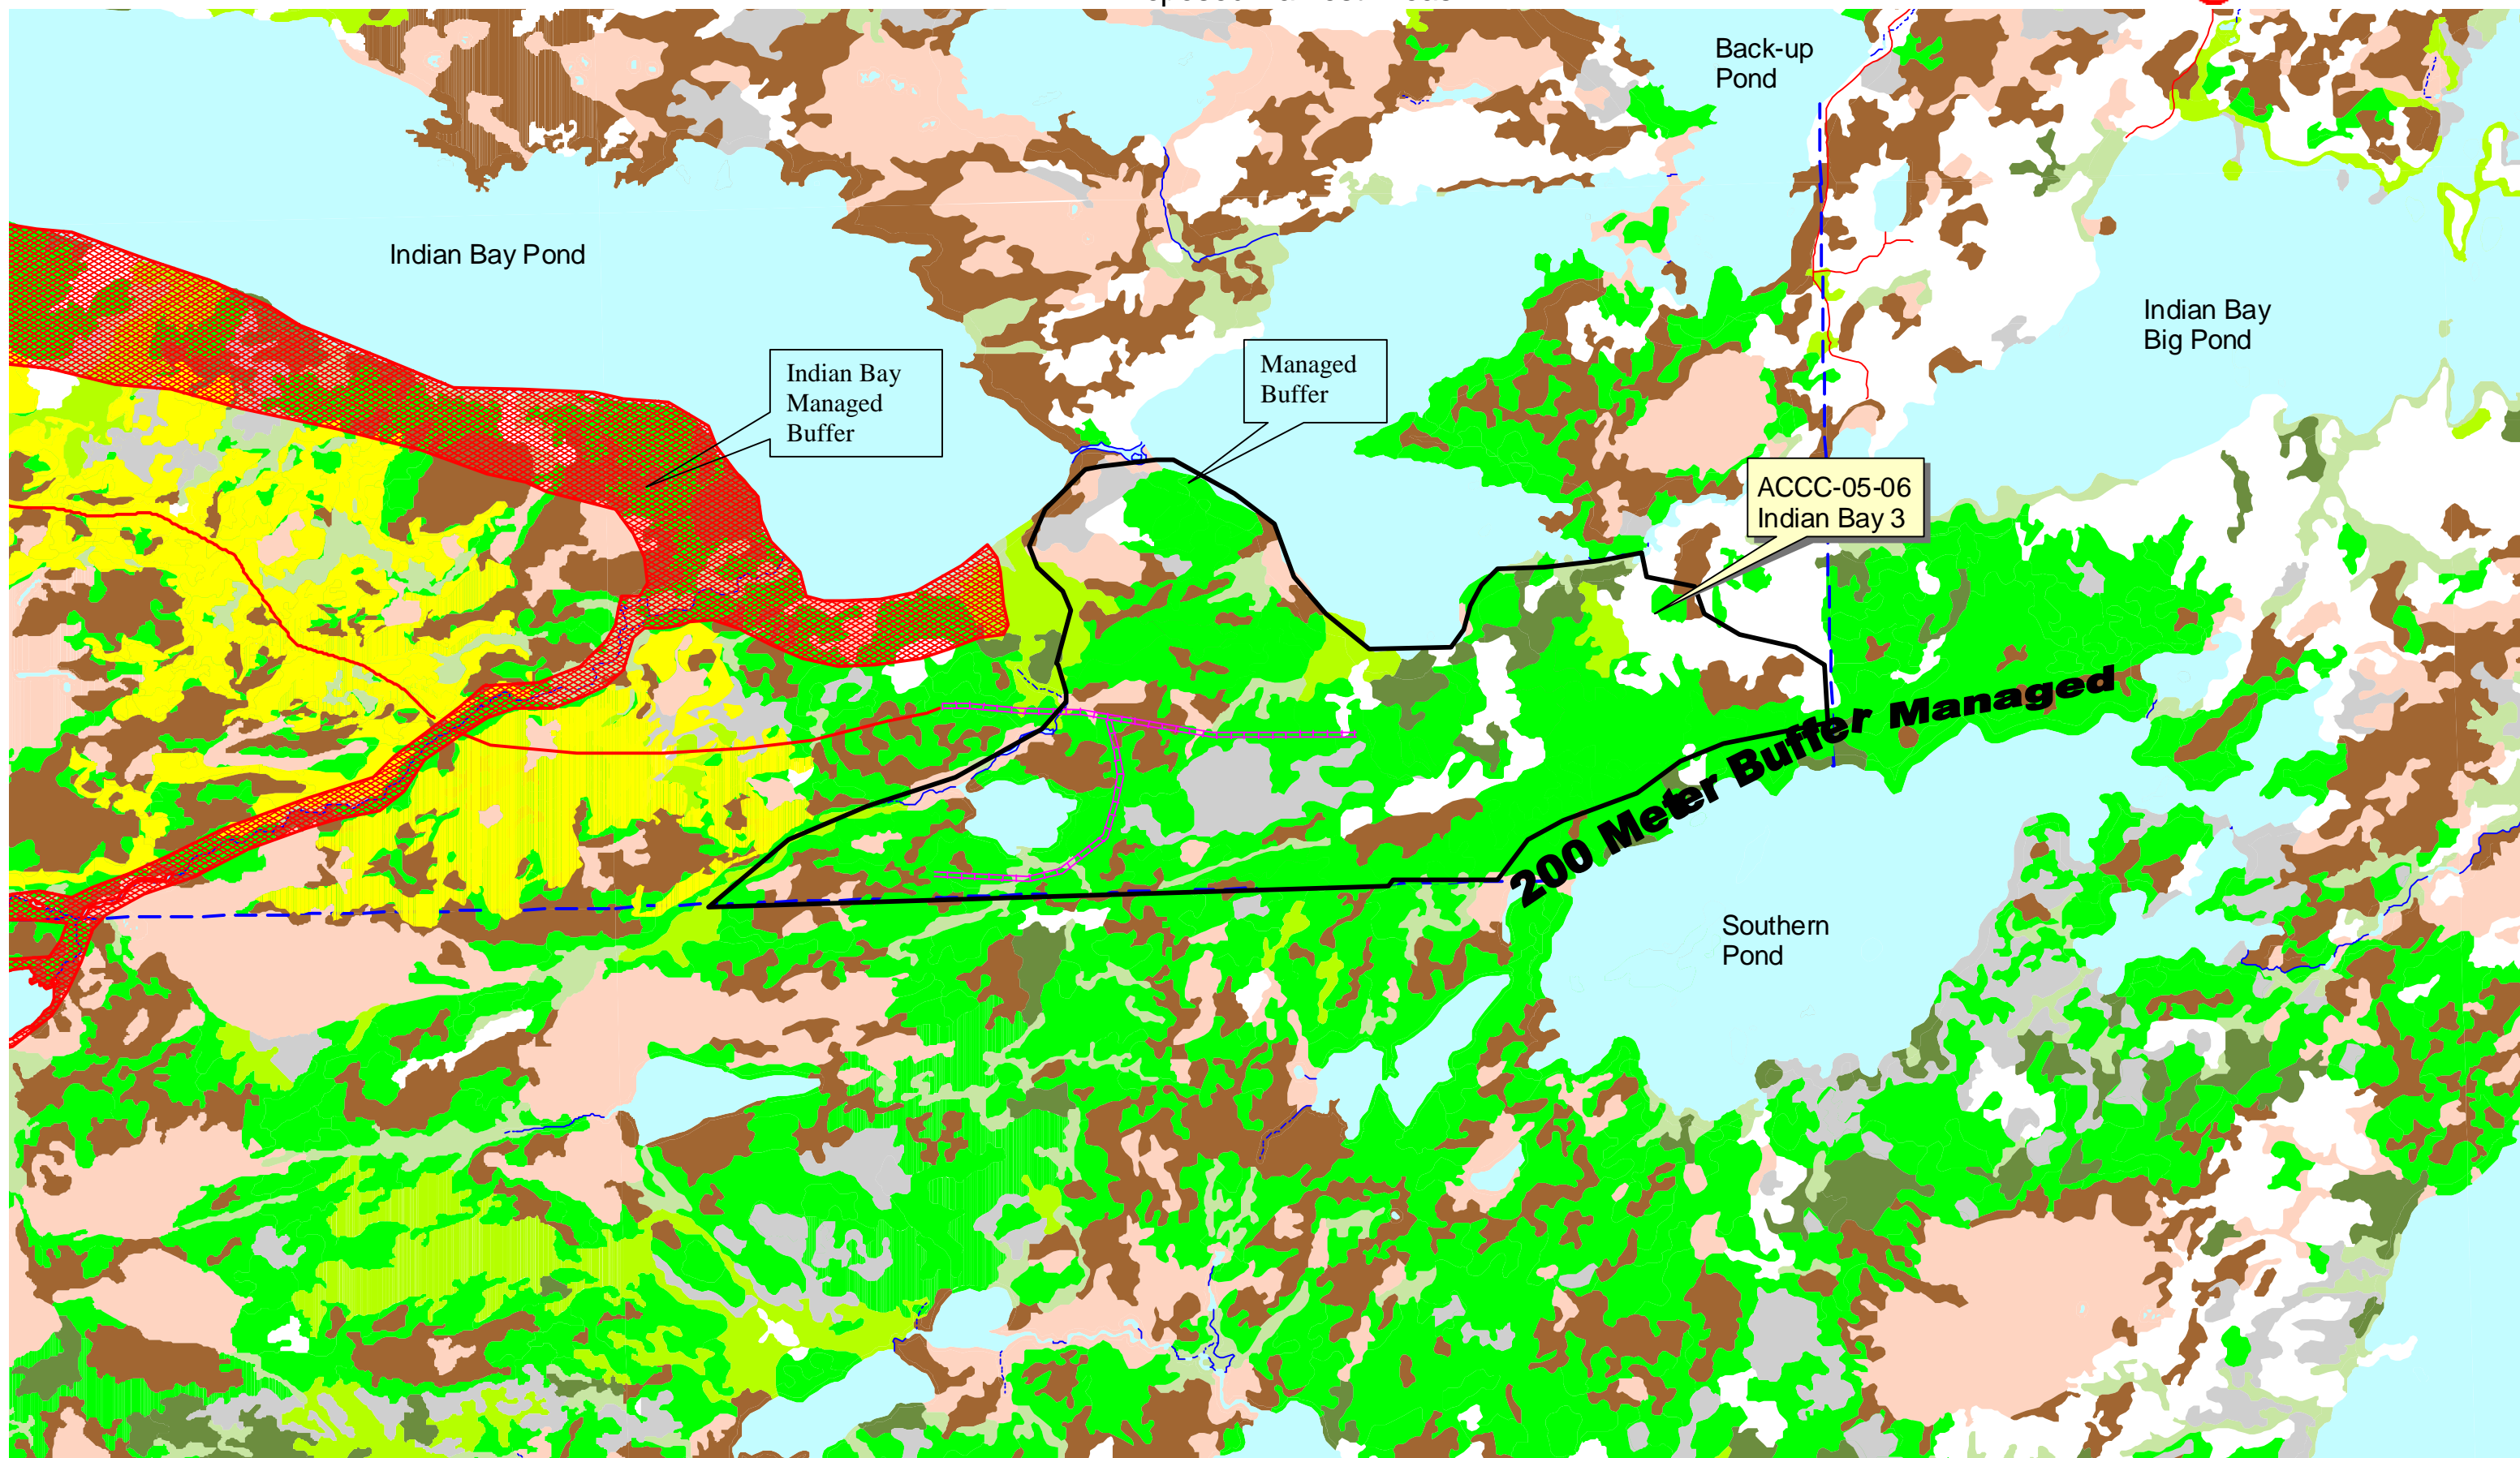 Back-up
Pond
Indian Bay Pond
Indian Bay
Big Pond
Indian Bay
Managed
Buffer
Managed
Buffer
ACCC-05-06
Indian Bay 3
200 Meter Buffer Managed
Southern
Pond